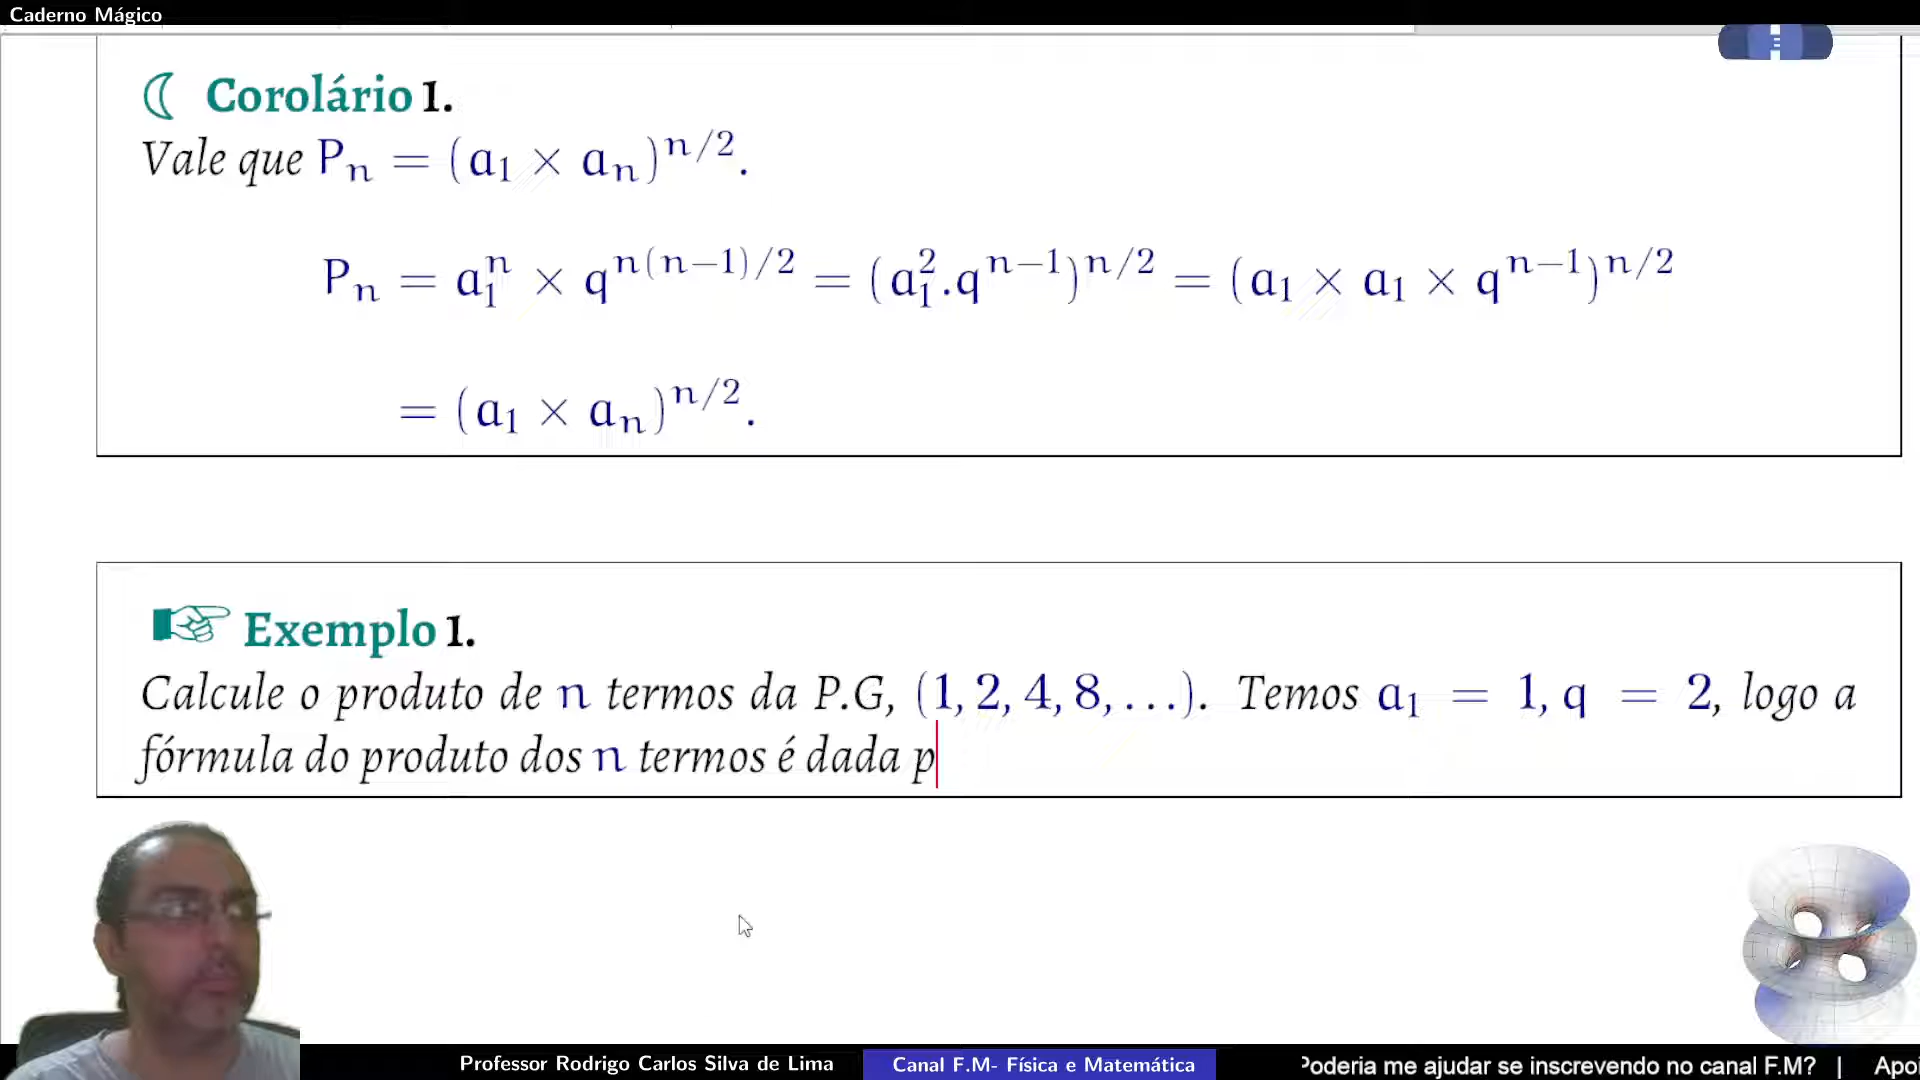 Caderno Mágico
Corolário 1.
Vale que Pₙ = (a₁ × aₙ)^{n/2}.
Pₙ = a₁ⁿ × q^{n(n−1)/2} = (a₁².q^{n−1})^{n/2} = (a₁ × a₁ × q^{n−1})^{n/2}
= (a₁ × aₙ)^{n/2}.
Exemplo 1.
Calcule o produto de n termos da P.G, (1, 2, 4, 8, . . .). Temos a₁ = 1, q = 2, logo a
fórmula do produto dos n termos é dada p
Professor Rodrigo Carlos Silva de Lima
Canal F.M- Física e Matemática
Poderia me ajudar se inscrevendo no canal F.M? | Apoi